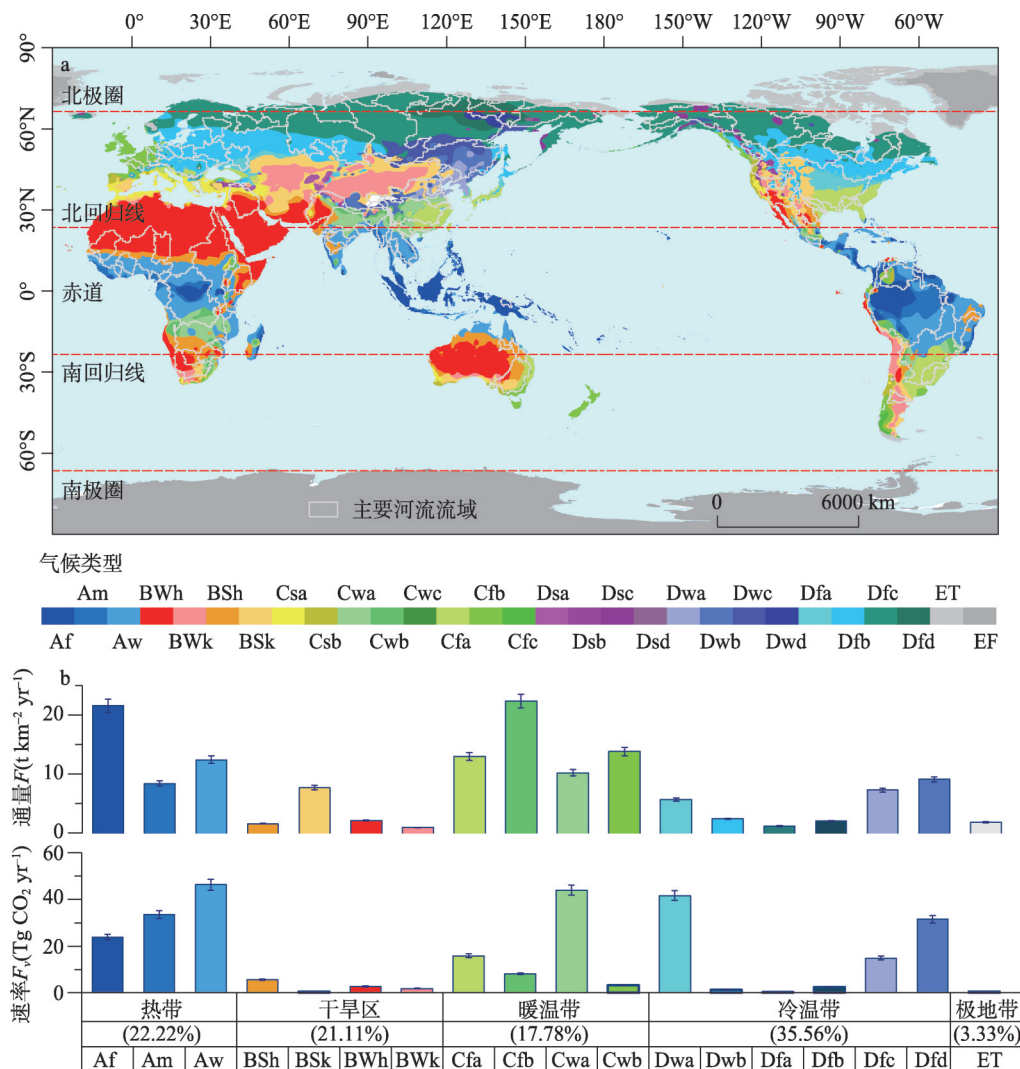 0° 30°E 60°E 90°E 120°E 150°E 180° 150°W 120°W 90°W 60°W
90°
a
北极圈
60°N
30°N
北回归线
0°
赤道
30°S
南回归线
60°S
南极圈
主要河流流域
0 6000 km
气候类型
Am BWh BSh Csa Cwa Cwc Cfb Dsa Dsc Dwa Dwc Dfa Dfc ET
Af Aw BWk BSk Csb Cwb Cfa Cfc Dsb Dsd Dwb Dwd Dfb Dfd EF
b
通量F(t km⁻² yr⁻¹)
20
10
0
速率Fᵥ(Tg CO₂ yr⁻¹)
60
40
20
0
热带 干旱区 暖温带 冷温带 极地带
(22.22%) (21.11%) (17.78%) (35.56%) (3.33%)
Af Am Aw BSh BSk BWh BWk Cfa Cfb Cwa Cwb Dwa Dwb Dfa Dfb Dfc Dfd ET